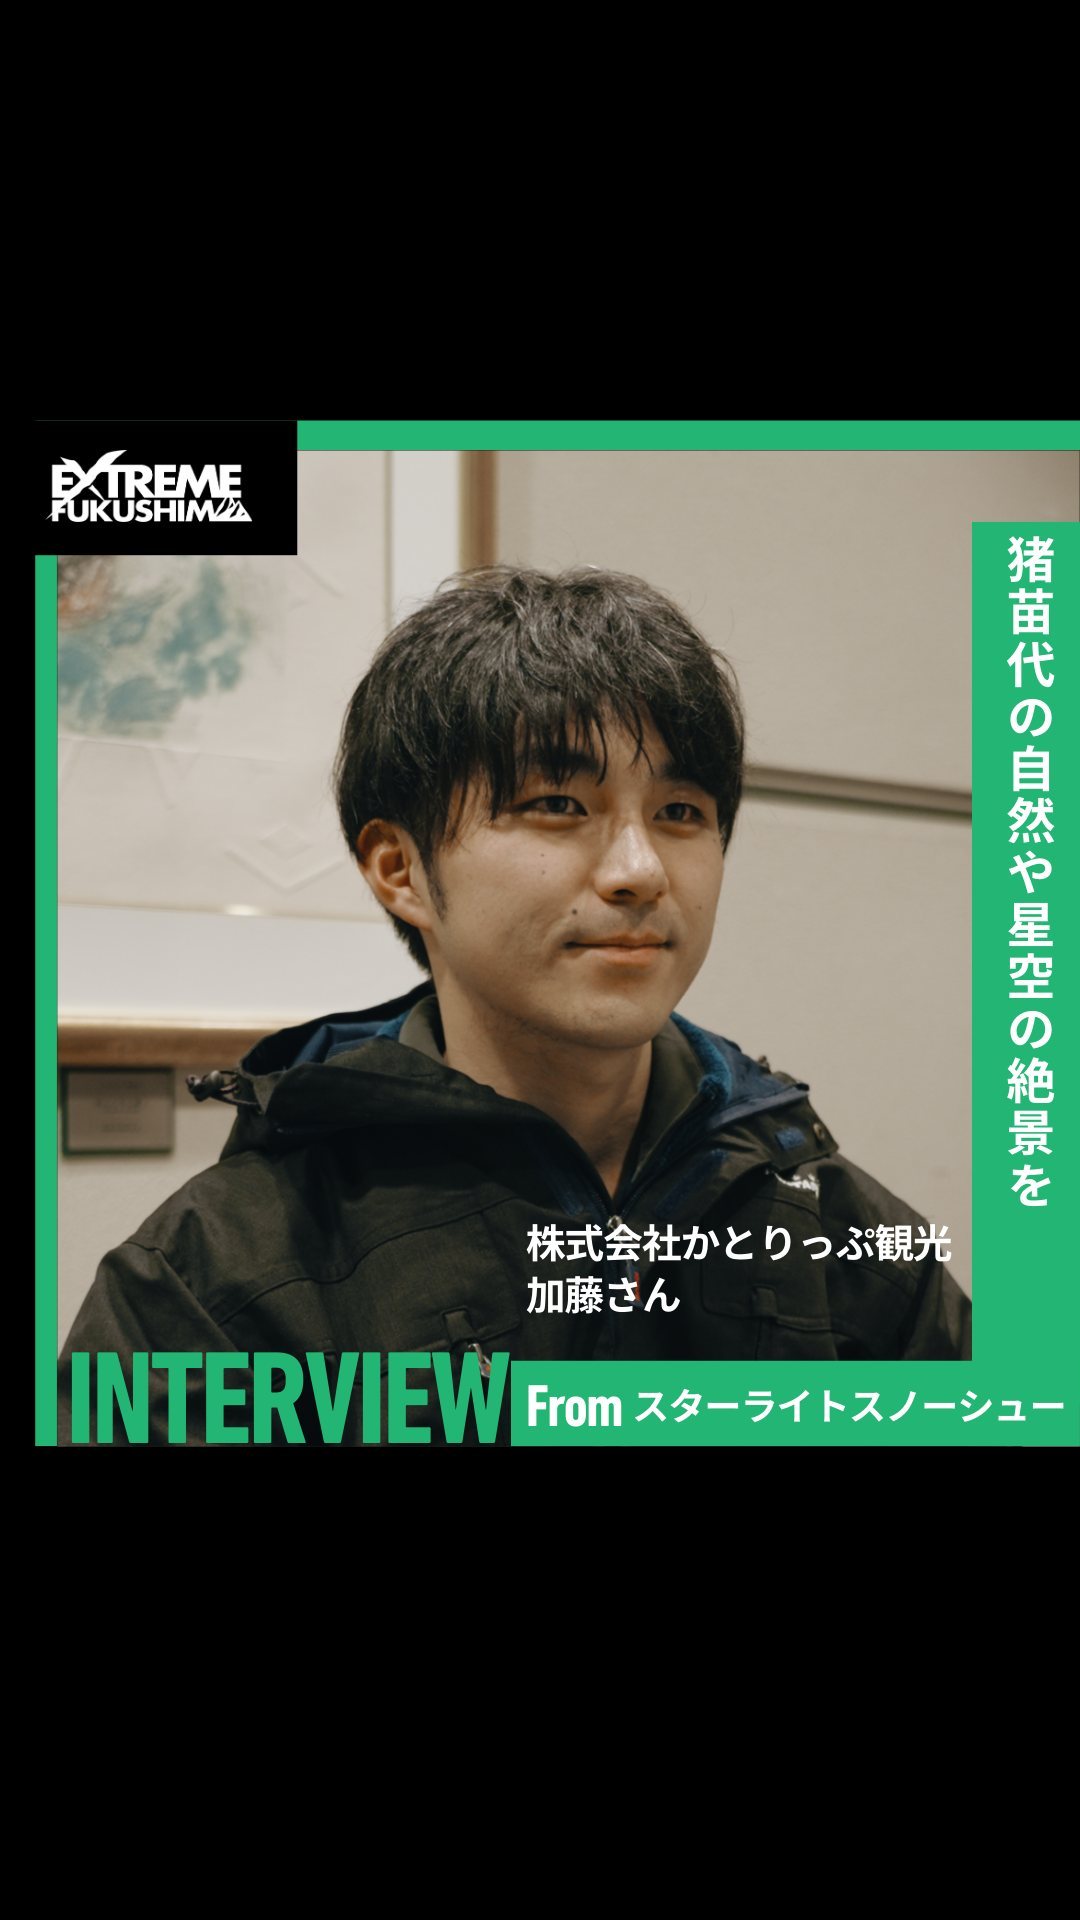 EXTREME
FUKUSHIMA
猪苗代の自然や星空の絶景を
株式会社かとりっぷ観光
加藤さん
INTERVIEW
From スターライトスノーシュー